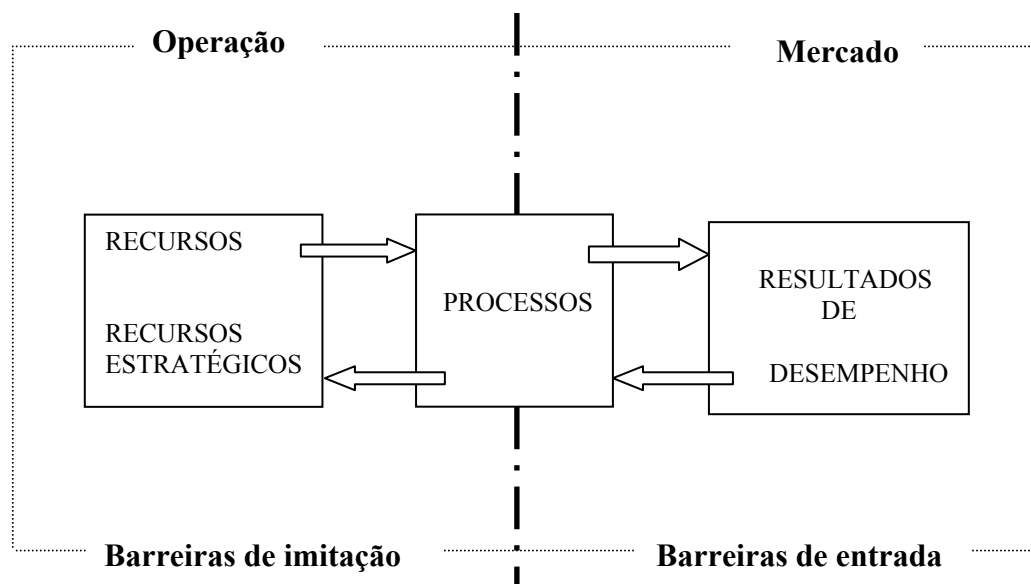 Operação
Mercado
RECURSOS
RECURSOS
ESTRATÉGICOS
PROCESSOS
RESULTADOS
DE
DESEMPENHO
Barreiras de imitação
Barreiras de entrada